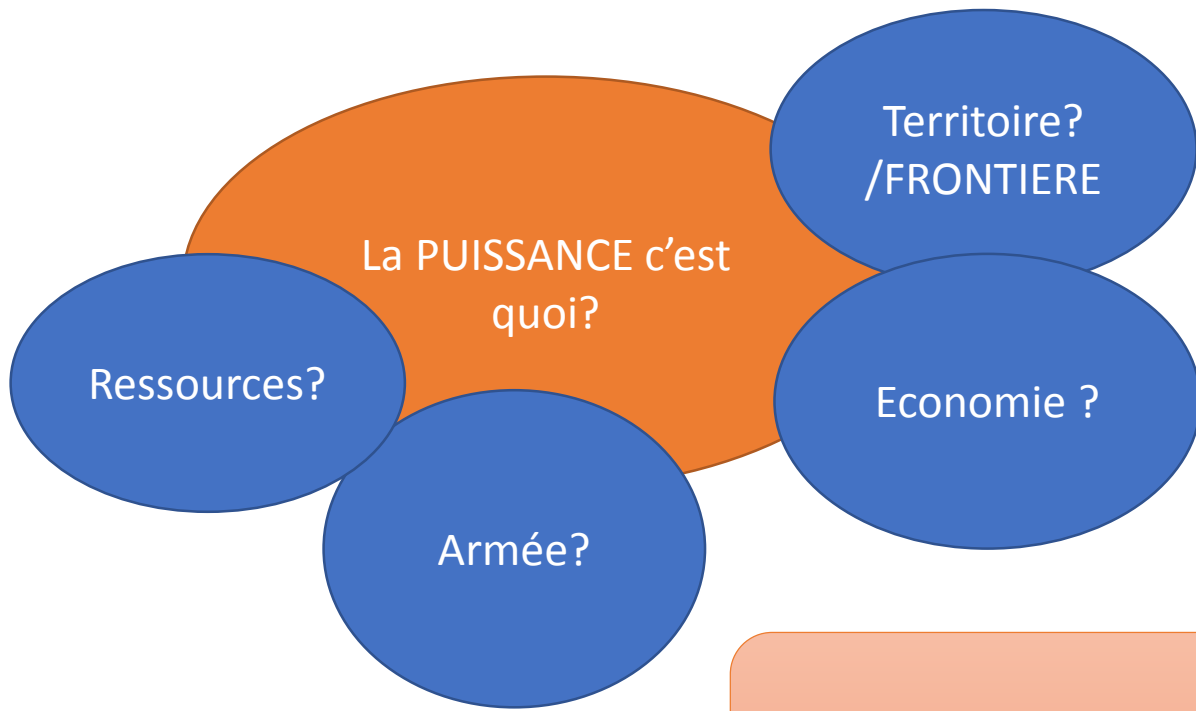 Territoire?
/FRONTIERE
La PUISSANCE c’est
quoi?
Ressources?
Economie ?
Armée?